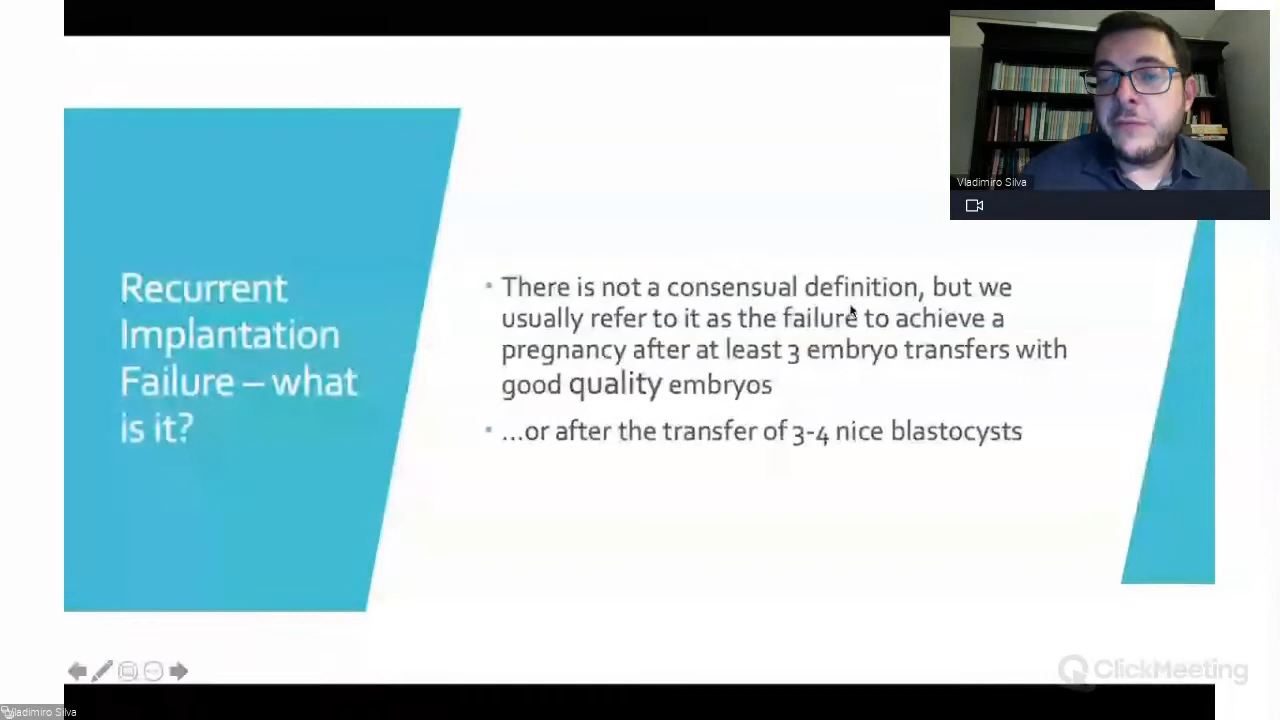 Recurrent
Implantation
Failure – what
is it?
• There is not a consensual definition, but we
usually refer to it as the failure to achieve a
pregnancy after at least 3 embryo transfers with
good quality embryos
• ...or after the transfer of 3-4 nice blastocysts
Vladimiro Silva
ClickMeeting
Vladimiro Silva